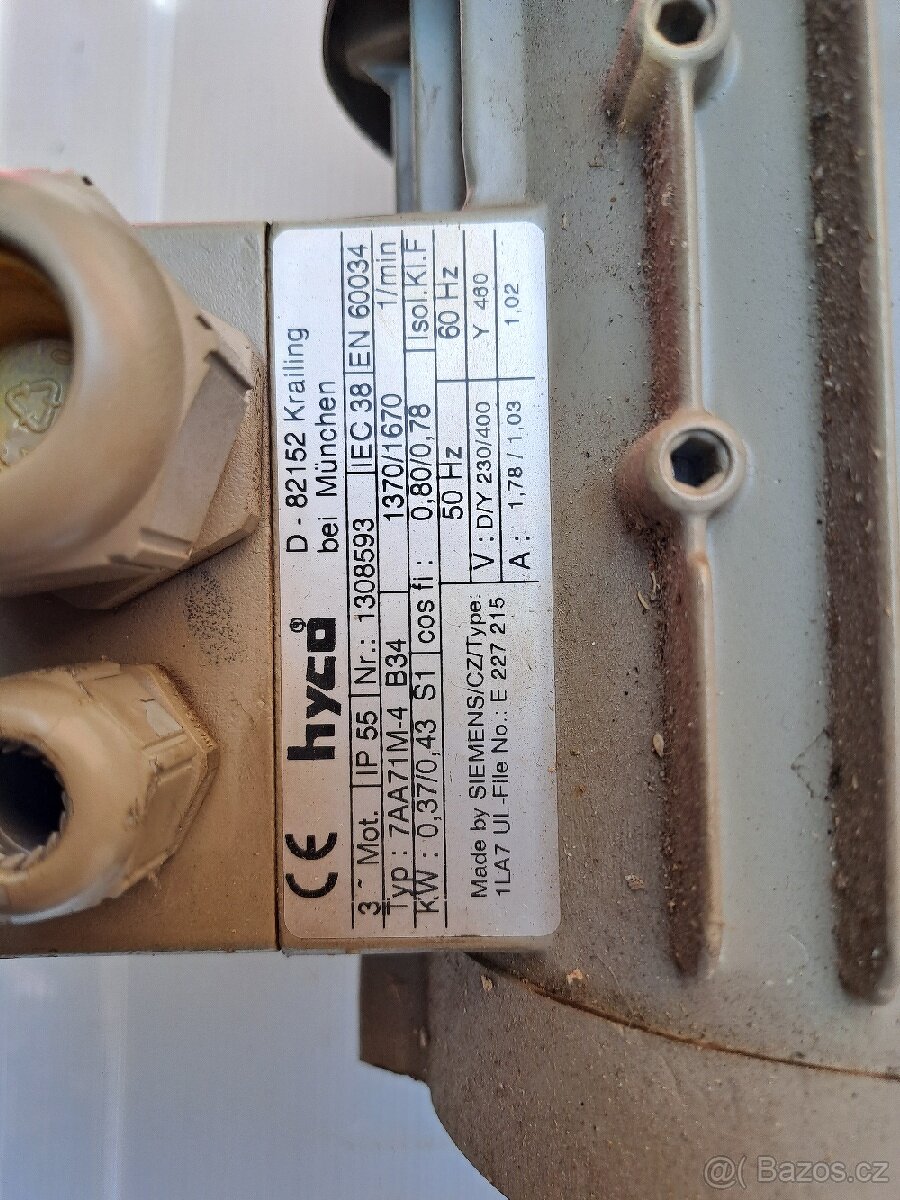 CE hyco® D - 82152 Krailling
bei München
3 ~ Mot. IP 55 Nr.: 1308593 IEC 38 EN 60034
Typ : 7AA71M-4 B34 1370/1670 1/min
KW : 0,37/0,43 S1 cos fi : 0,80/0,78 Isol.Kl.F
50 Hz 60 Hz
Made by SIEMENS/CZ/Type: V : D/Y 230/400 Y 460
1LA7 UI -File No.: E 227 215 A : 1,78 / 1,03 1,02
@( Bazos.cz